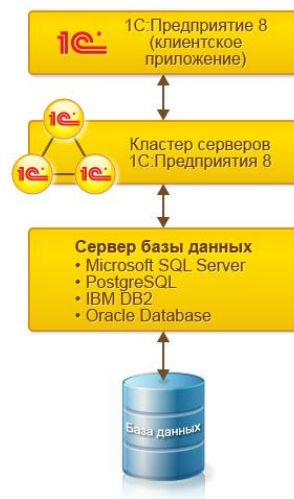 1С:Предприятие 8
(клиентское
приложение)
1С
Кластер серверов
1С:Предприятия 8
1С
1С
1С
Сервер базы данных
• Microsoft SQL Server
• PostgreSQL
• IBM DB2
• Oracle Database
База данных